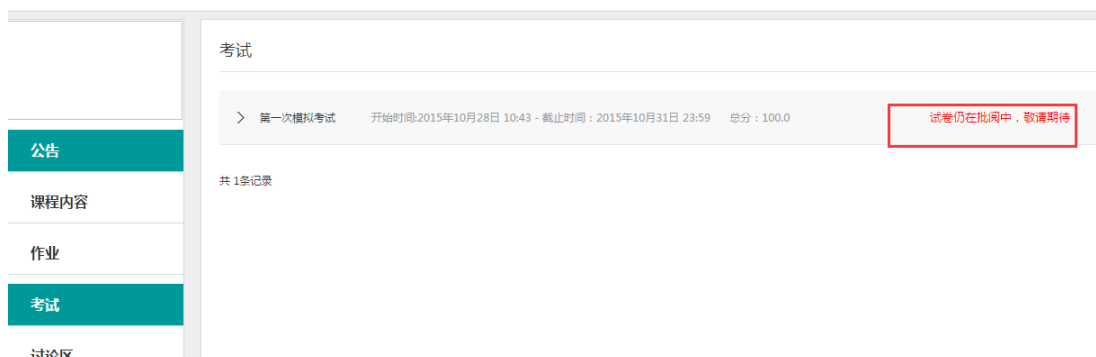 考试
第一次模拟考试 开始时间:2015年10月28日 10:43 - 截止时间：2015年10月31日 23:59 总分：100.0 试卷仍在批阅中，敬请期待
共 1条记录
公告
课程内容
作业
考试
讨论区